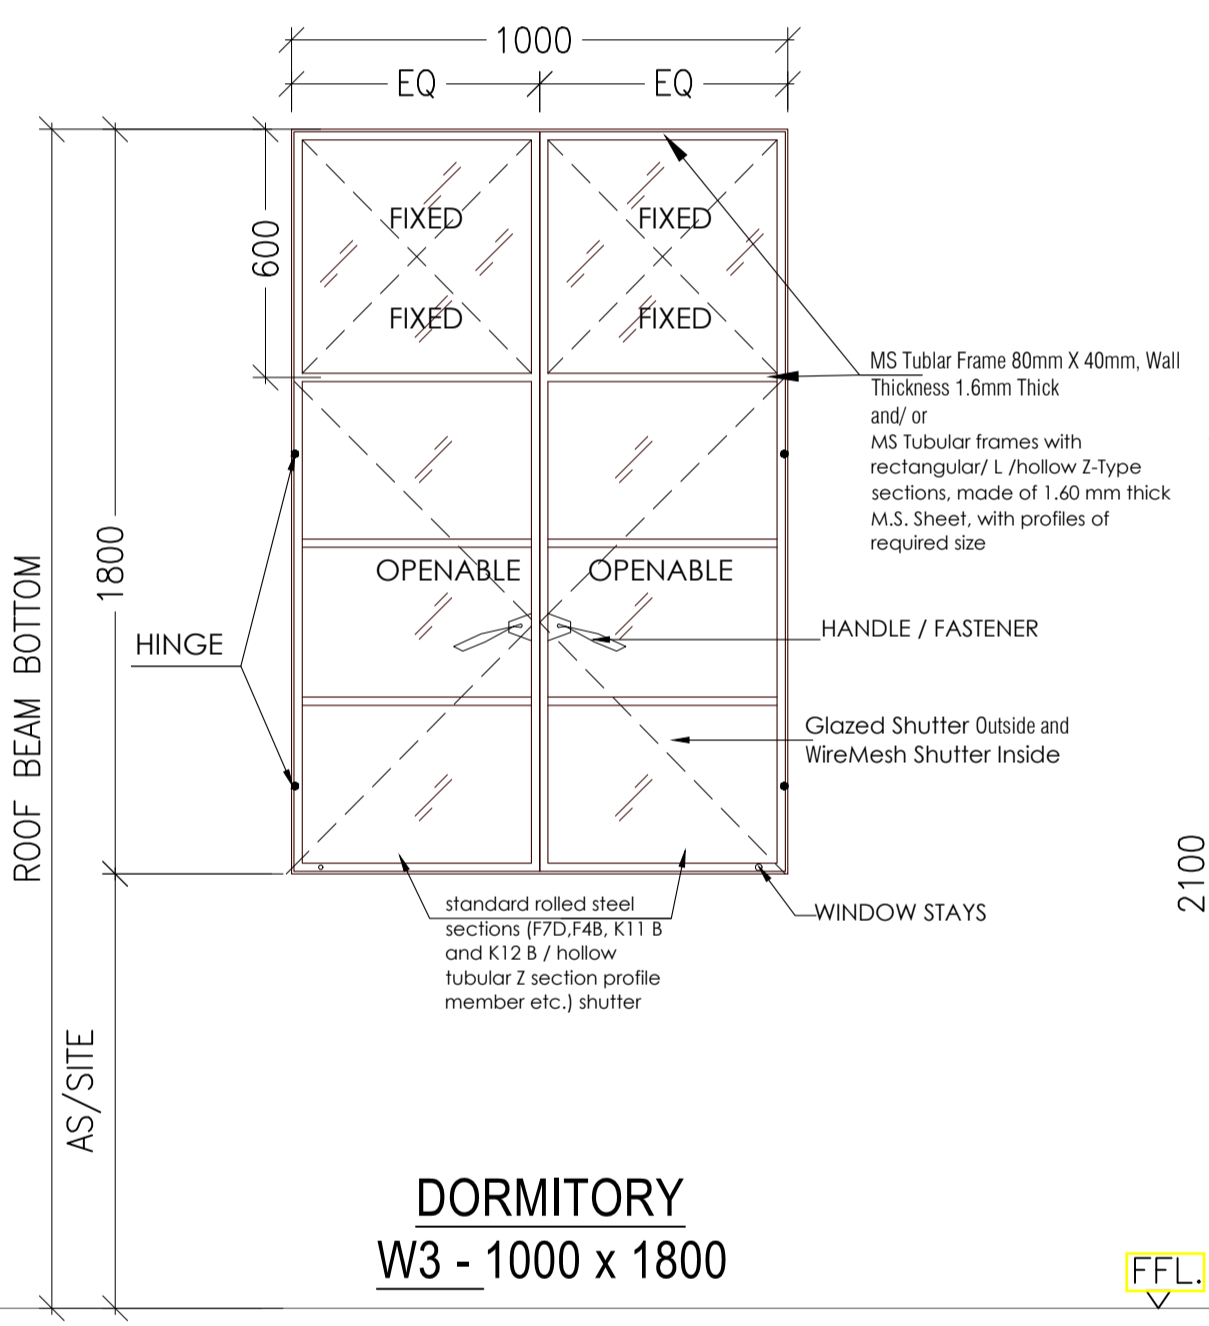 1000
EQ EQ
600
FIXED FIXED
FIXED FIXED
MS Tublar Frame 80mm X 40mm, Wall
Thickness 1.6mm Thick
and/ or
MS Tubular frames with
rectangular/ L /hollow Z-Type
sections, made of 1.60 mm thick
M.S. Sheet, with profiles of
required size
1800
ROOF BEAM BOTTOM
OPENABLE OPENABLE
HINGE
HANDLE / FASTENER
Glazed Shutter Outside and
WireMesh Shutter Inside
2100
WINDOW STAYS
standard rolled steel
sections (F7D,F4B, K11 B
and K12 B / hollow
tubular Z section profile
member etc.) shutter
AS/SITE
DORMITORY
W3 - 1000 x 1800
FFL.